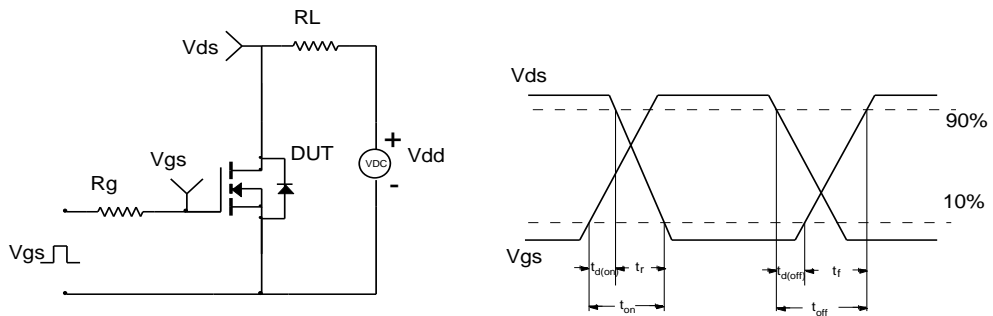 RL
Vds
Vgs
Rg
DUT
+
VDC
Vdd
-
Vgs
Vds
90%
10%
Vgs
td(on)
tr
ton
td(off)
tf
toff